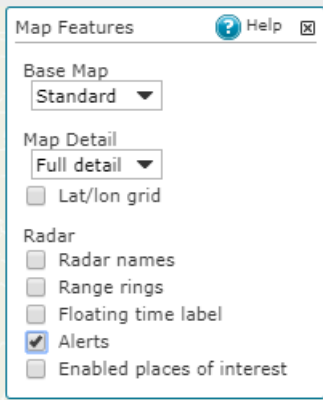 Map Features ? Help
Base Map
Standard
Map Detail
Full detail
Lat/lon grid
Radar
Radar names
Range rings
Floating time label
Alerts
Enabled places of interest